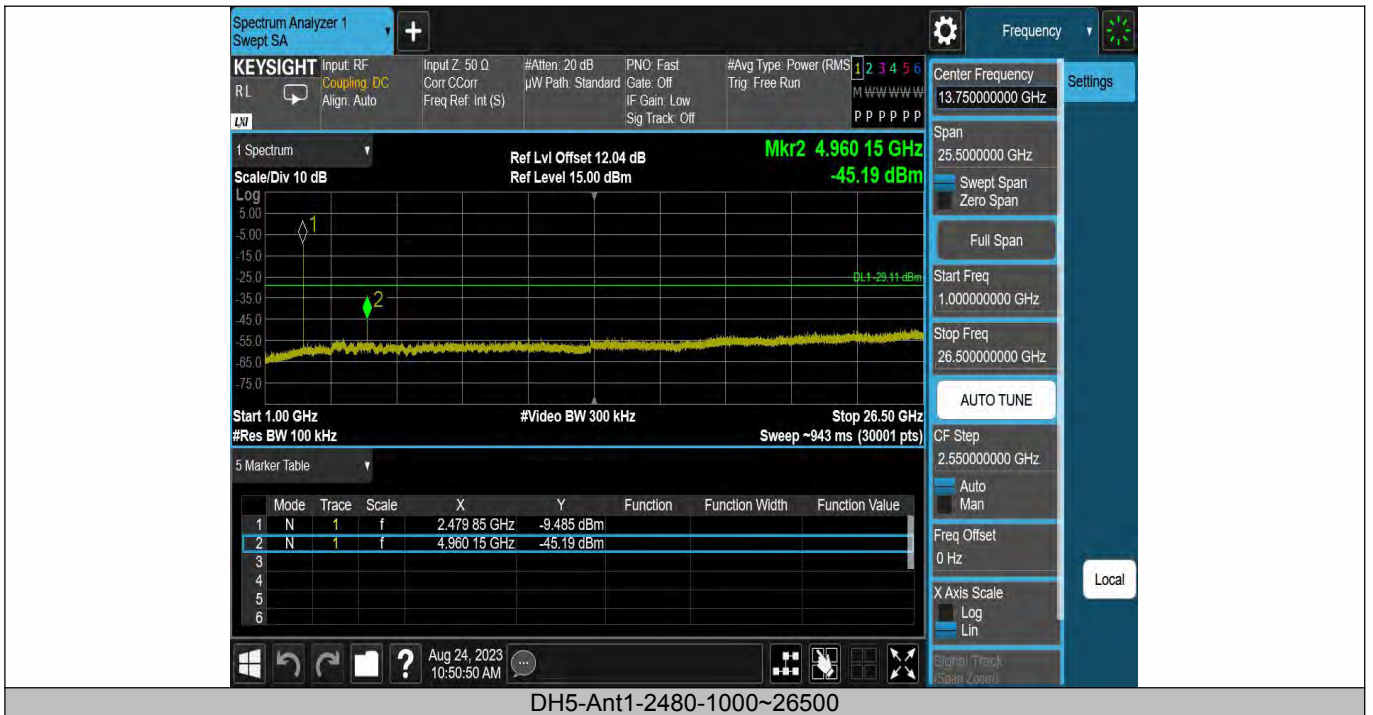 Spectrum Analyzer 1
Swept SA
+
Frequency
KEYSIGHT
RL
LXI
Input: RF
Coupling: DC
Align: Auto
Input Z: 50 Ω
Corr CCorr
Freq Ref: Int (S)
#Atten: 20 dB
µW Path: Standard
PNO: Fast
Gate: Off
IF Gain: Low
Sig Track: Off
#Avg Type: Power (RMS
Trig: Free Run
1 2 3 4 5 6
M W W W W W
P P P P P P
1 Spectrum
Scale/Div 10 dB
Ref Lvl Offset 12.04 dB
Ref Level 15.00 dBm
Mkr2 4.960 15 GHz
-45.19 dBm
Log
5.00
-5.00
-15.0
-25.0
-35.0
-45.0
-55.0
-65.0
-75.0
1
2
DL1 -29.11 dBm
Start 1.00 GHz
#Res BW 100 kHz
#Video BW 300 kHz
Stop 26.50 GHz
Sweep ~943 ms (30001 pts)
5 Marker Table
Mode Trace Scale X Y Function Function Width Function Value
1 N 1 f 2.479 85 GHz -9.485 dBm
2 N 1 f 4.960 15 GHz -45.19 dBm
3
4
5
6
Aug 24, 2023
10:50:50 AM
?
Center Frequency
13.750000000 GHz
Settings
Span
25.5000000 GHz
Swept Span
Zero Span
Full Span
Start Freq
1.000000000 GHz
Stop Freq
26.500000000 GHz
AUTO TUNE
CF Step
2.550000000 GHz
Auto
Man
Freq Offset
0 Hz
X Axis Scale
Log
Lin
Signal Track
(Span Zoom)
Local
DH5-Ant1-2480-1000~26500